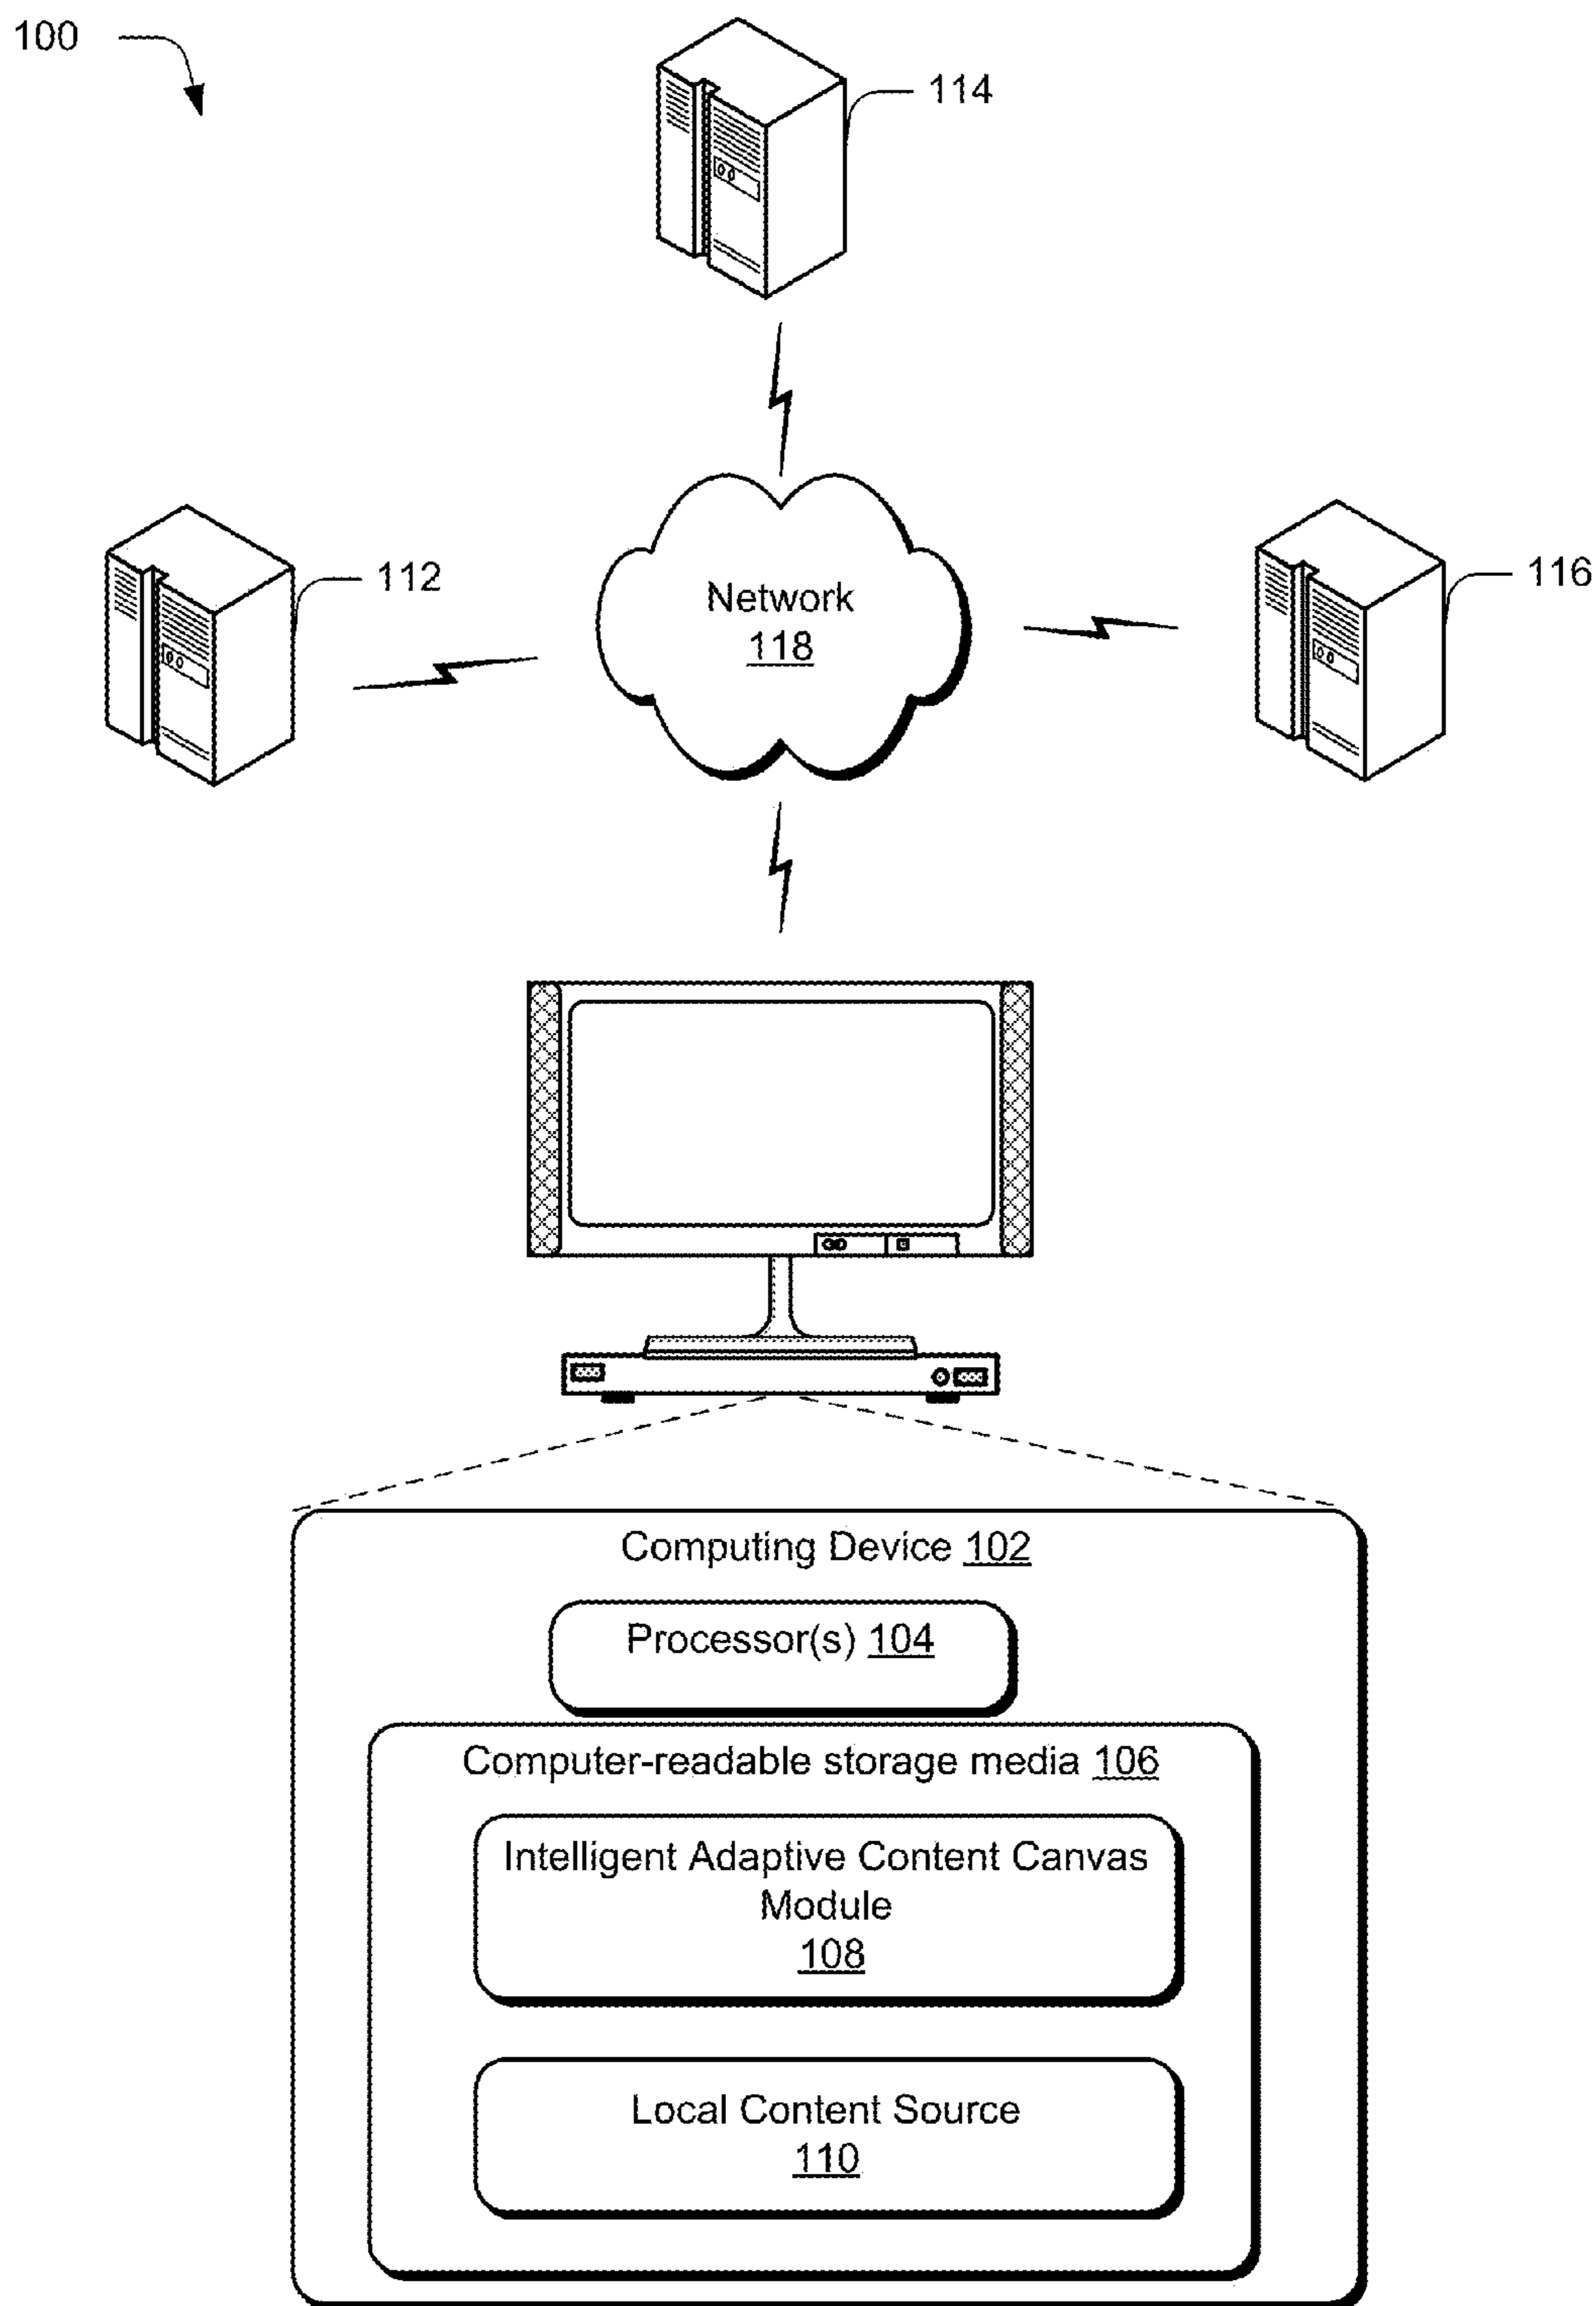 100
114
112
Network
118
116
Computing Device 102
Processor(s) 104
Computer-readable storage media 106
Intelligent Adaptive Content Canvas
Module
108
Local Content Source
110